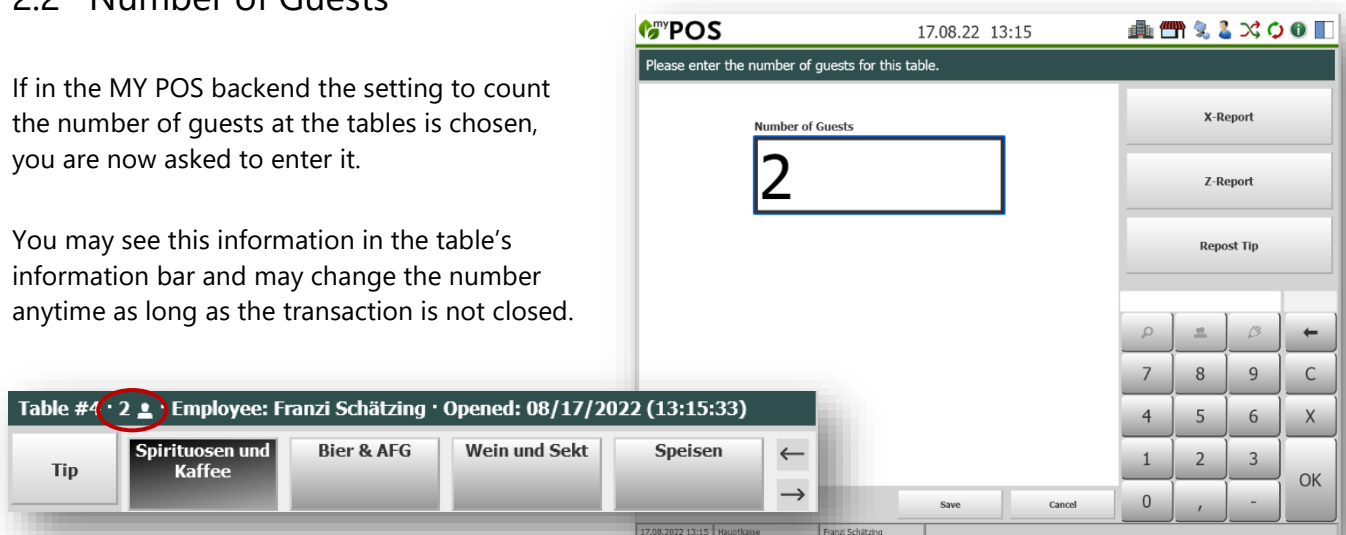 2.2 Number of Guests
If in the MY POS backend the setting to count
the number of guests at the tables is chosen,
you are now asked to enter it.
You may see this information in the table's
information bar and may change the number
anytime as long as the transaction is not closed.
Table #4 · 2 · Employee: Franzi Schätzing · Opened: 08/17/2022 (13:15:33)
Tip
Spirituosen und
Kaffee
Bier & AFG
Wein und Sekt
Speisen
←
→
myPOS 17.08.22 13:15
Please enter the number of guests for this table.
Number of Guests
2
X-Report
Z-Report
Repost Tip
←
7 8 9 C
4 5 6 X
1 2 3
OK
0 , -
Save Cancel
17.08.2022 13:15 Hauptkasse Franzi Schätzing